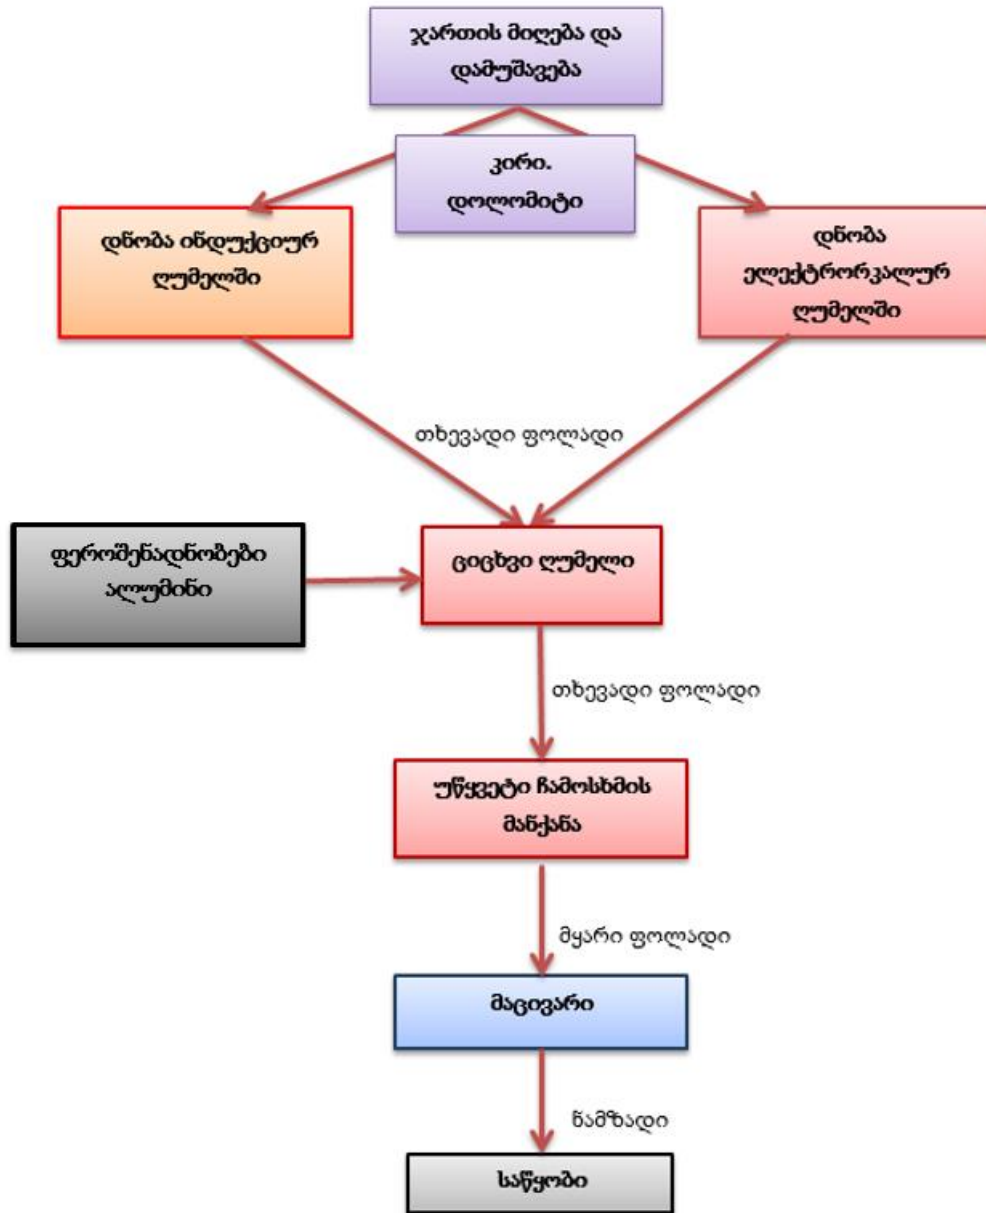 ჯართის მიღება და
დამუშავება
კირი.
დოლომიტი
დნობა ინდუქციურ
ღუმელში
დნობა
ელექტრორკალურ
ღუმელში
თხევადი ფოლადი
ფეროშენადნობები
ალუმინი
ციცხვი ღუმელი
თხევადი ფოლადი
უწყვეტი ჩამოსხმის
მანქანა
მყარი ფოლადი
მაცივარი
ნამზადი
საწყობი